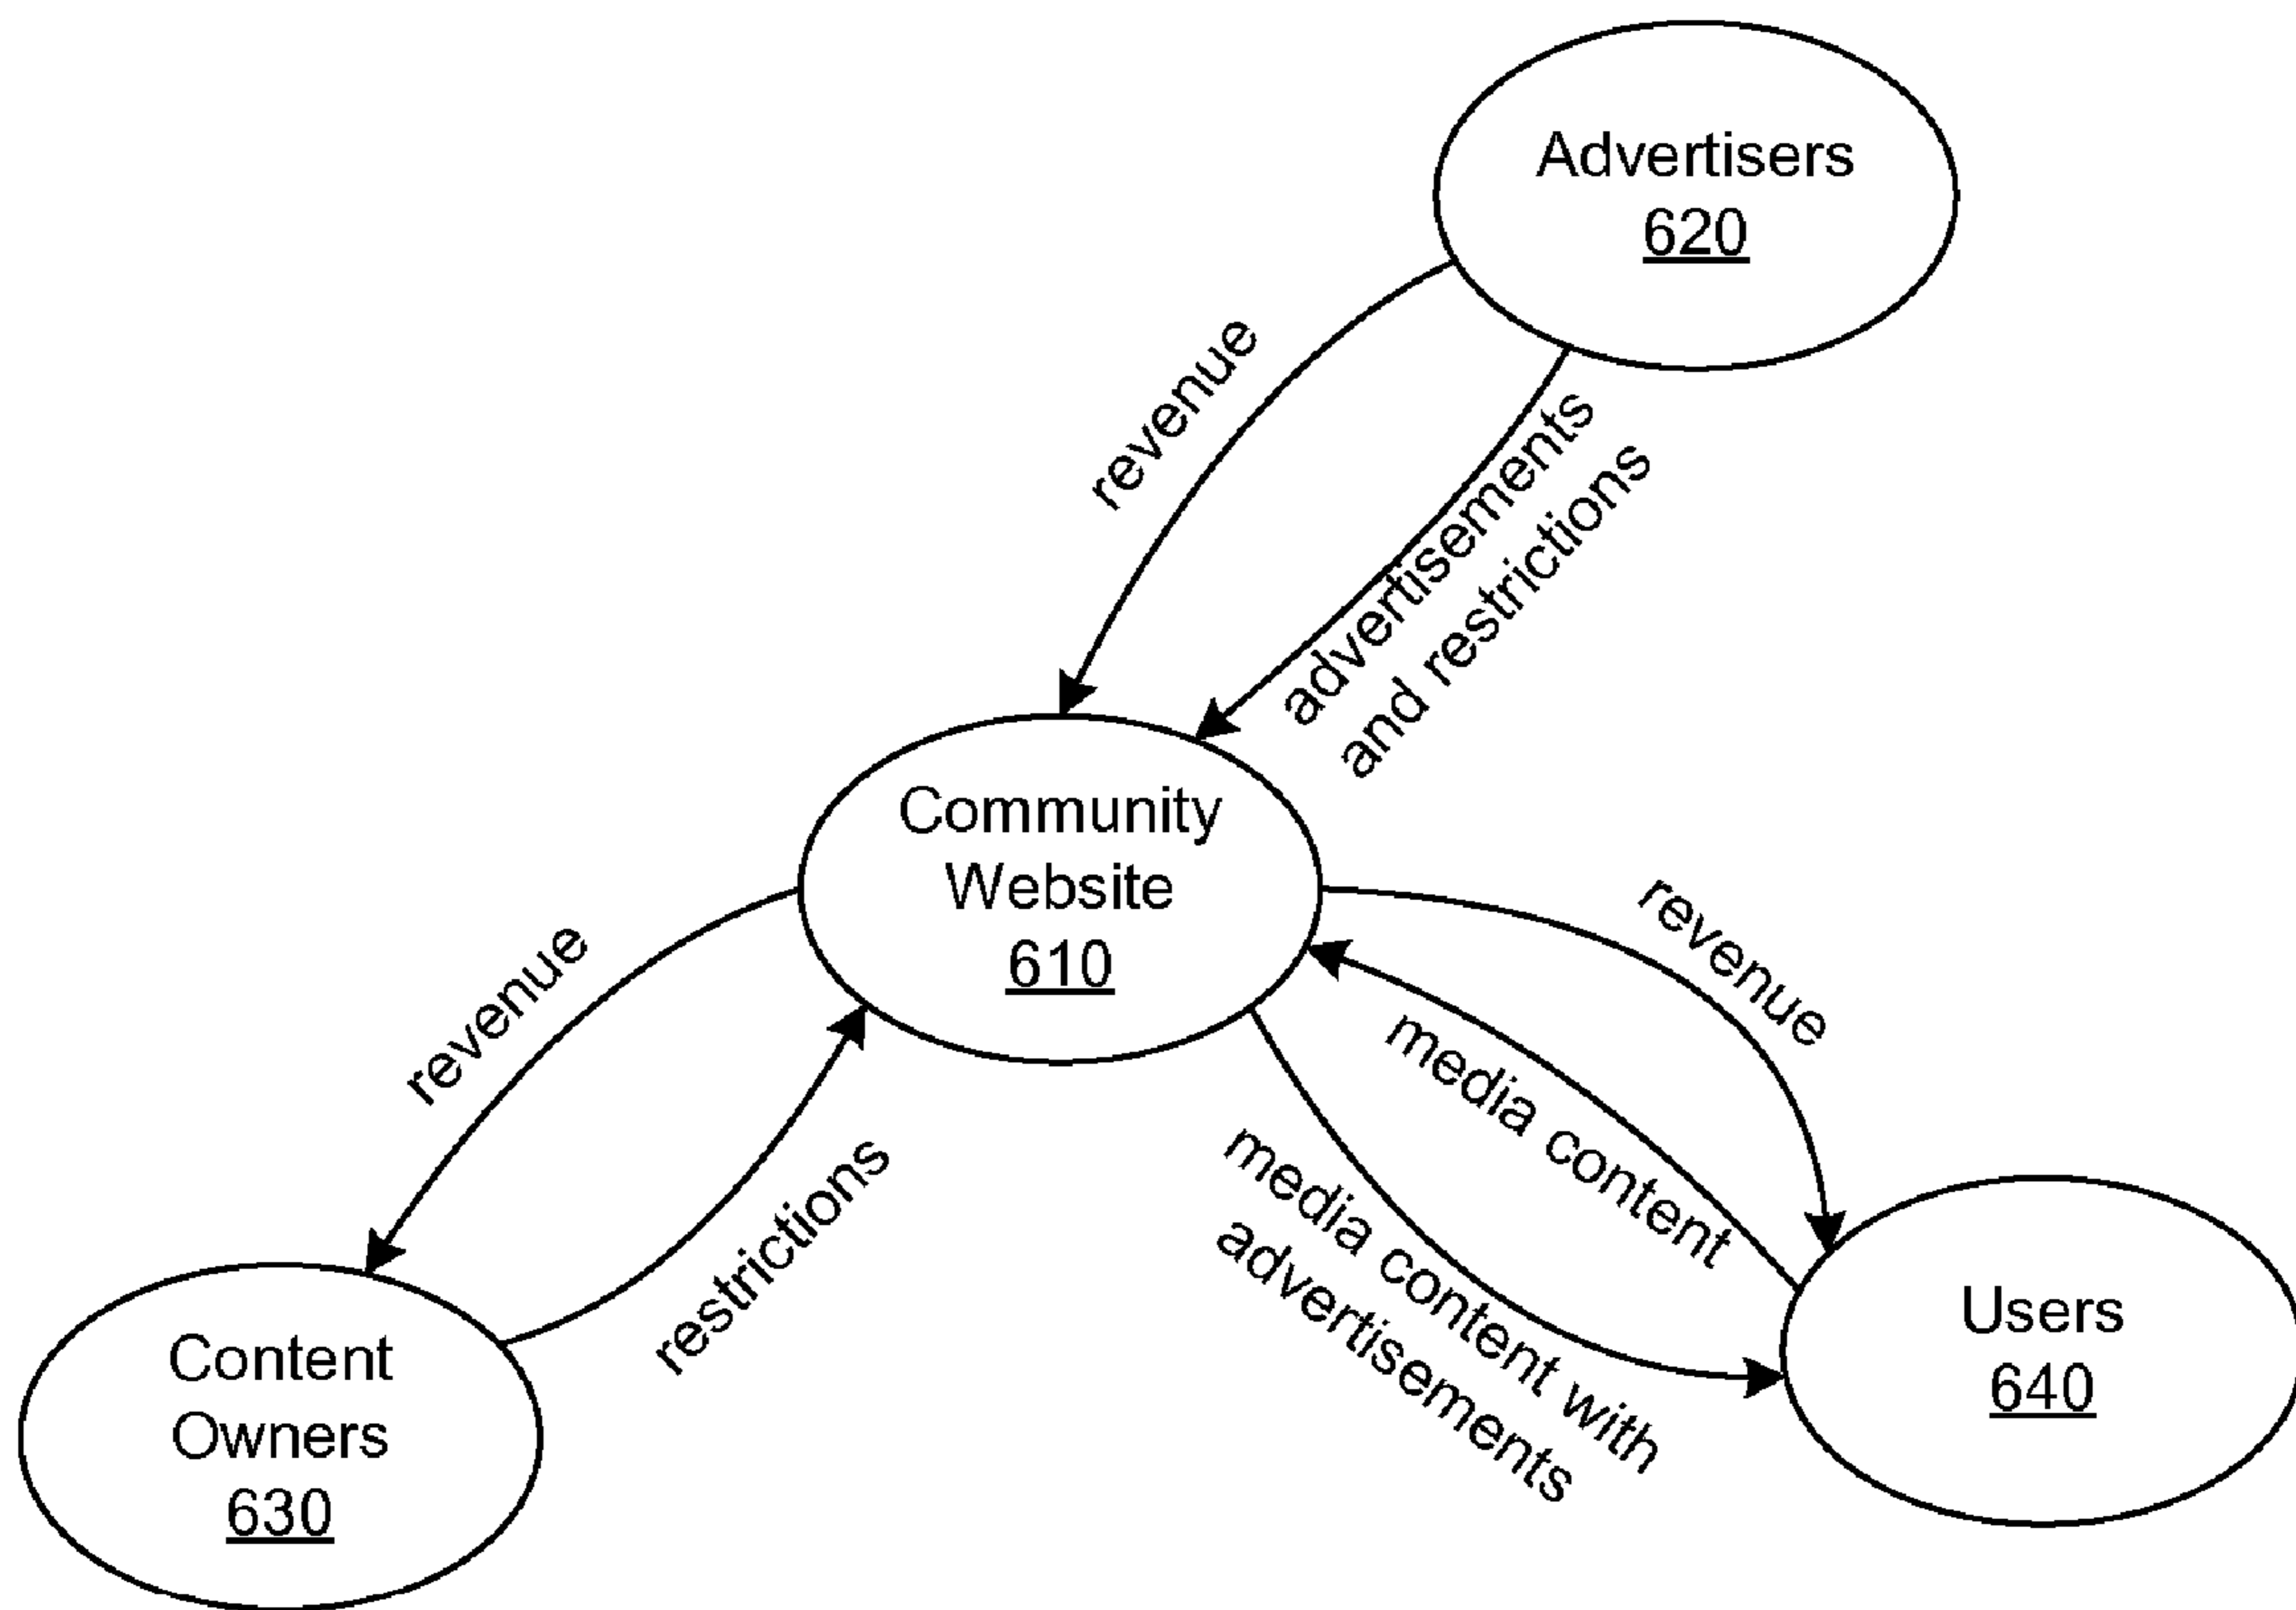 Advertisers
620
revenue
advertisements
and restrictions
Community
Website
610
revenue
revenue
media content
restrictions
media content with
advertisements
Users
640
Content
Owners
630